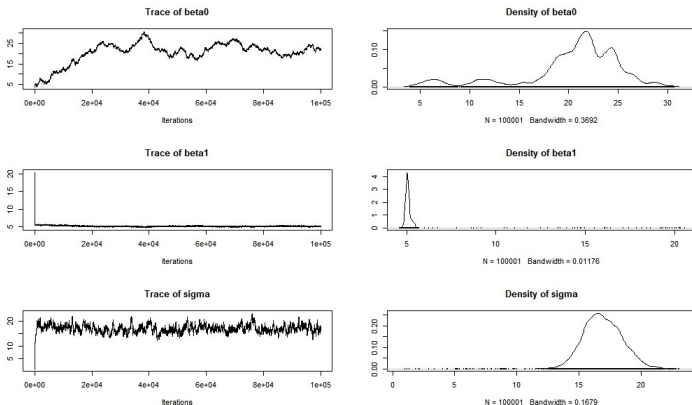 Trace of beta0
5 15 25
0e+00 2e+04 4e+04 6e+04 8e+04 1e+05
Iterations
Density of beta0
0.00 0.10
5 10 15 20 25 30
N = 100001 Bandwidth = 0.3692
Trace of beta1
5 10 15 20
0e+00 2e+04 4e+04 6e+04 8e+04 1e+05
Iterations
Density of beta1
0 1 2 3 4
5 10 15 20
N = 100001 Bandwidth = 0.01176
Trace of sigma
5 10 15 20
0e+00 2e+04 4e+04 6e+04 8e+04 1e+05
Iterations
Density of sigma
0.00 0.10 0.20
0 5 10 15 20
N = 100001 Bandwidth = 0.1679